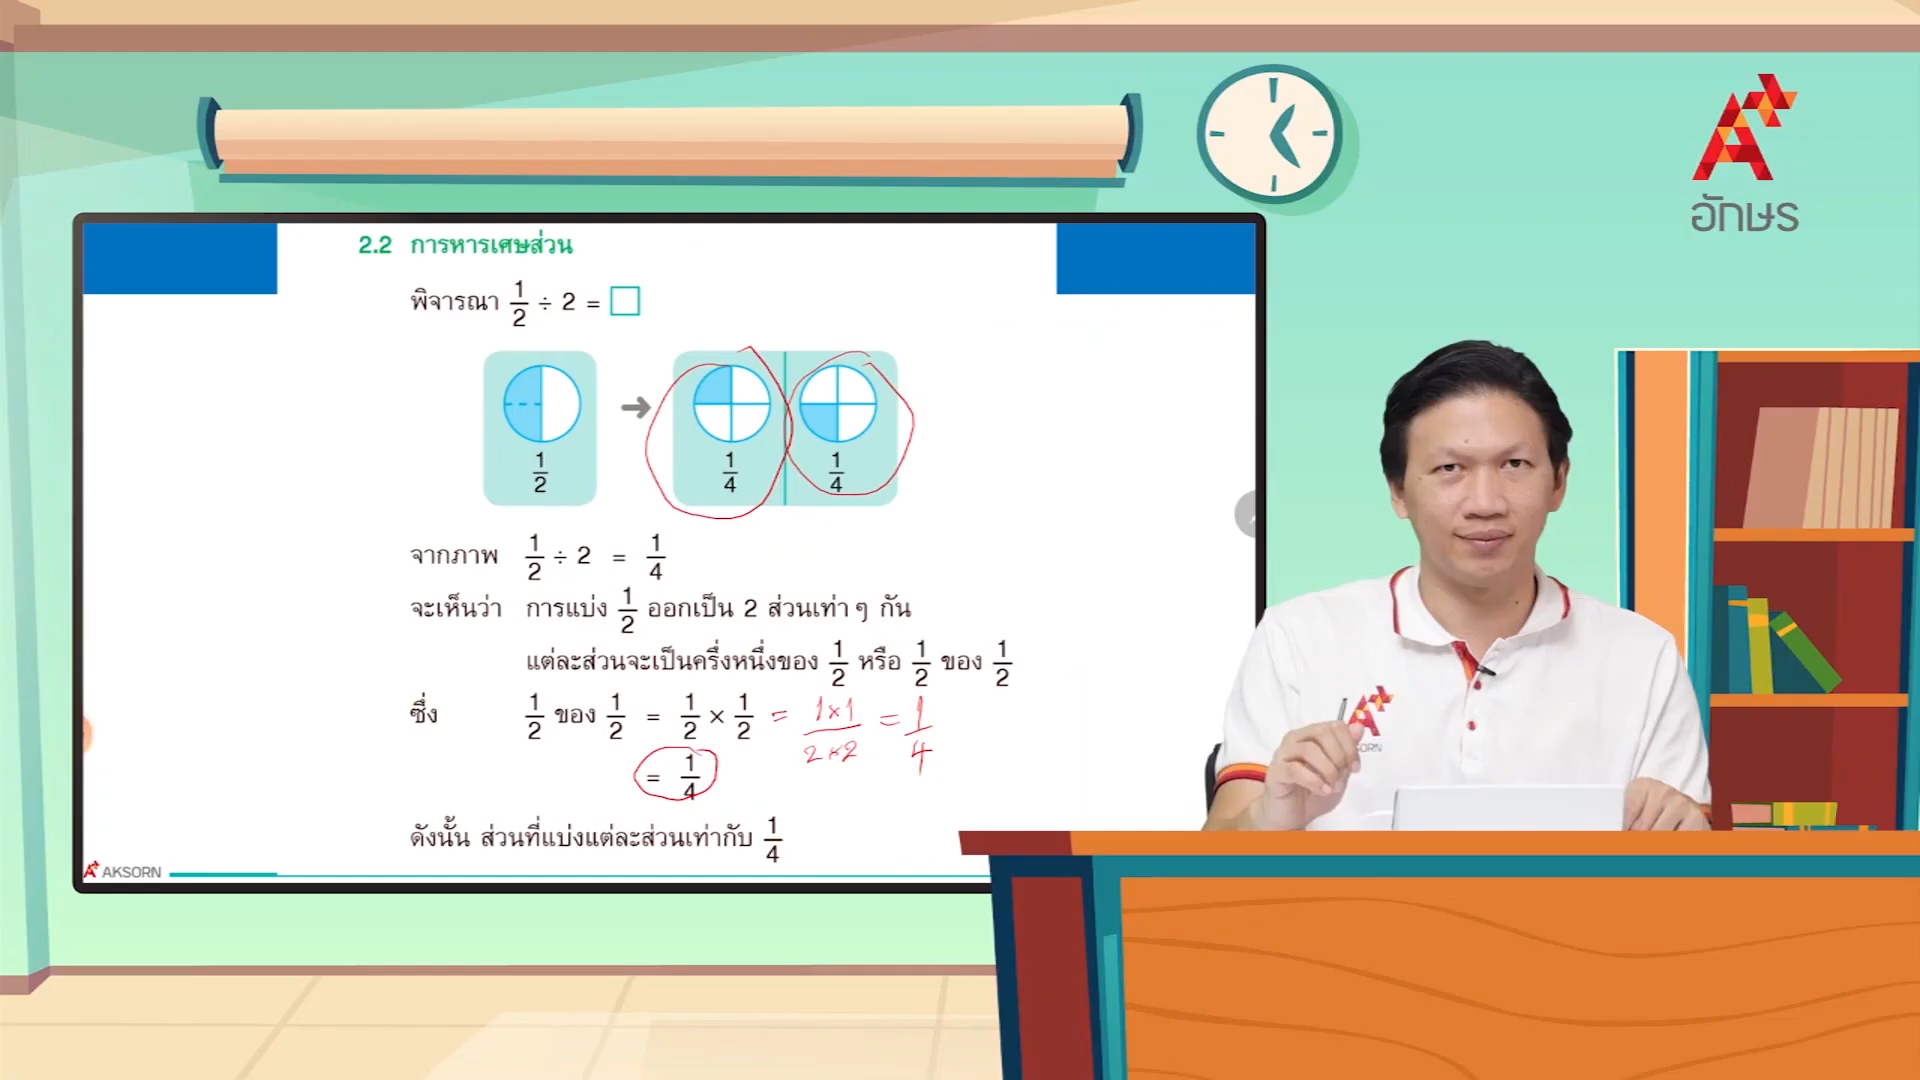 อักษร
2.2 การหารเศษส่วน
พิจารณา 1/2 ÷ 2 = □
1/2 → 1/4 1/4
จากภาพ 1/2 ÷ 2 = 1/4
จะเห็นว่า การแบ่ง 1/2 ออกเป็น 2 ส่วนเท่า ๆ กัน
แต่ละส่วนจะเป็นครึ่งหนึ่งของ 1/2 หรือ 1/2 ของ 1/2
ซึ่ง 1/2 ของ 1/2 = 1/2 × 1/2 = 1×1/2×2 = 1/4
= 1/4
ดังนั้น ส่วนที่แบ่งแต่ละส่วนเท่ากับ 1/4
AKSORN